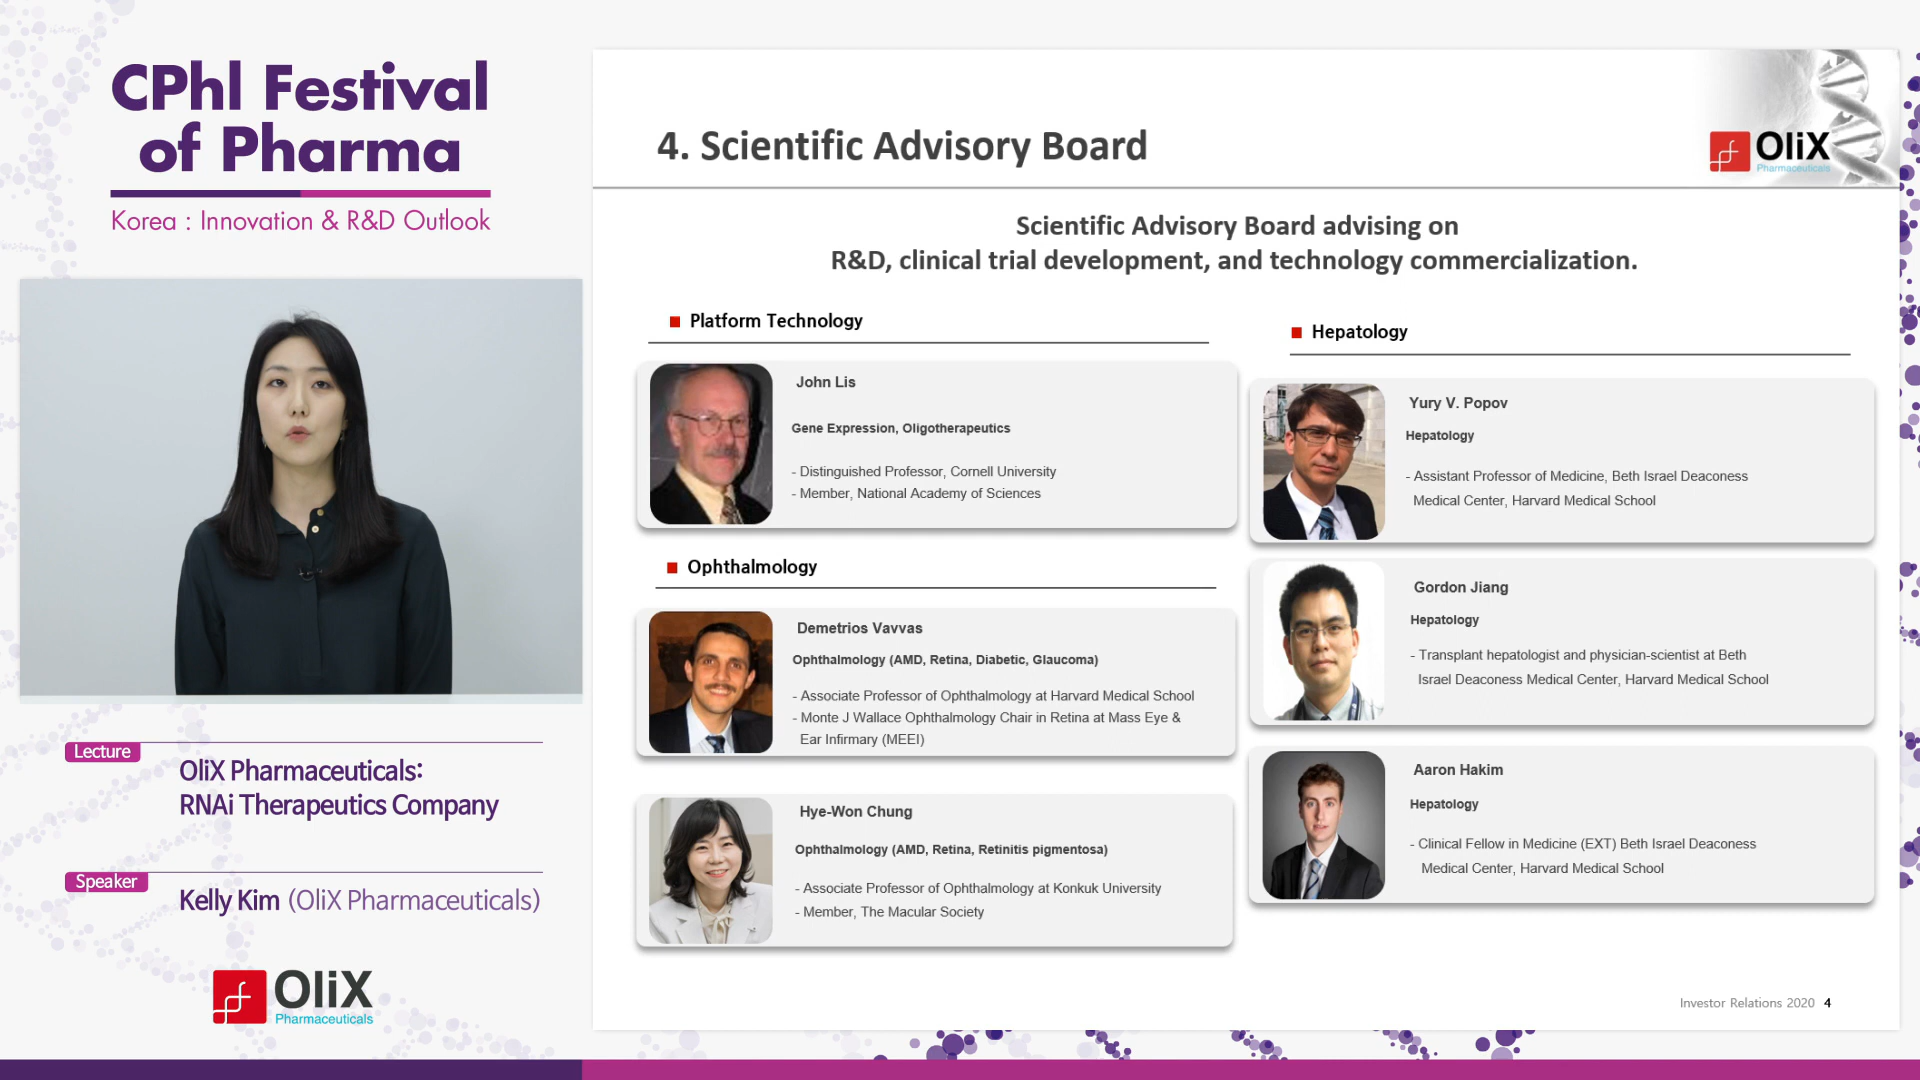 CPhl Festival
of Pharma
Korea : Innovation & R&D Outlook
Lecture
OliX Pharmaceuticals:
RNAi Therapeutics Company
Speaker
Kelly Kim (OliX Pharmaceuticals)
OliX
Pharmaceuticals
4. Scientific Advisory Board
OliX
Pharmaceuticals
Scientific Advisory Board advising on
R&D, clinical trial development, and technology commercialization.
Platform Technology
John Lis
Gene Expression, Oligotherapeutics
- Distinguished Professor, Cornell University
- Member, National Academy of Sciences
Ophthalmology
Demetrios Vavvas
Ophthalmology (AMD, Retina, Diabetic, Glaucoma)
- Associate Professor of Ophthalmology at Harvard Medical School
- Monte J Wallace Ophthalmology Chair in Retina at Mass Eye &
Ear Infirmary (MEEI)
Hye-Won Chung
Ophthalmology (AMD, Retina, Retinitis pigmentosa)
- Associate Professor of Ophthalmology at Konkuk University
- Member, The Macular Society
Hepatology
Yury V. Popov
Hepatology
- Assistant Professor of Medicine, Beth Israel Deaconess
Medical Center, Harvard Medical School
Gordon Jiang
Hepatology
- Transplant hepatologist and physician-scientist at Beth
Israel Deaconess Medical Center, Harvard Medical School
Aaron Hakim
Hepatology
- Clinical Fellow in Medicine (EXT) Beth Israel Deaconess
Medical Center, Harvard Medical School
Investor Relations 2020 4